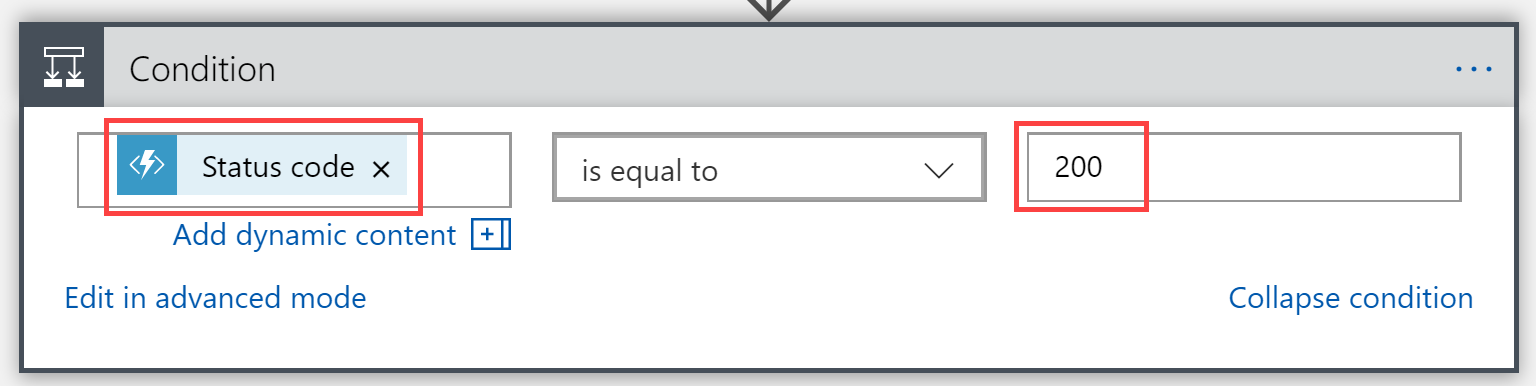 Condition
Status code
is equal to
200
Add dynamic content
Edit in advanced mode
Collapse condition